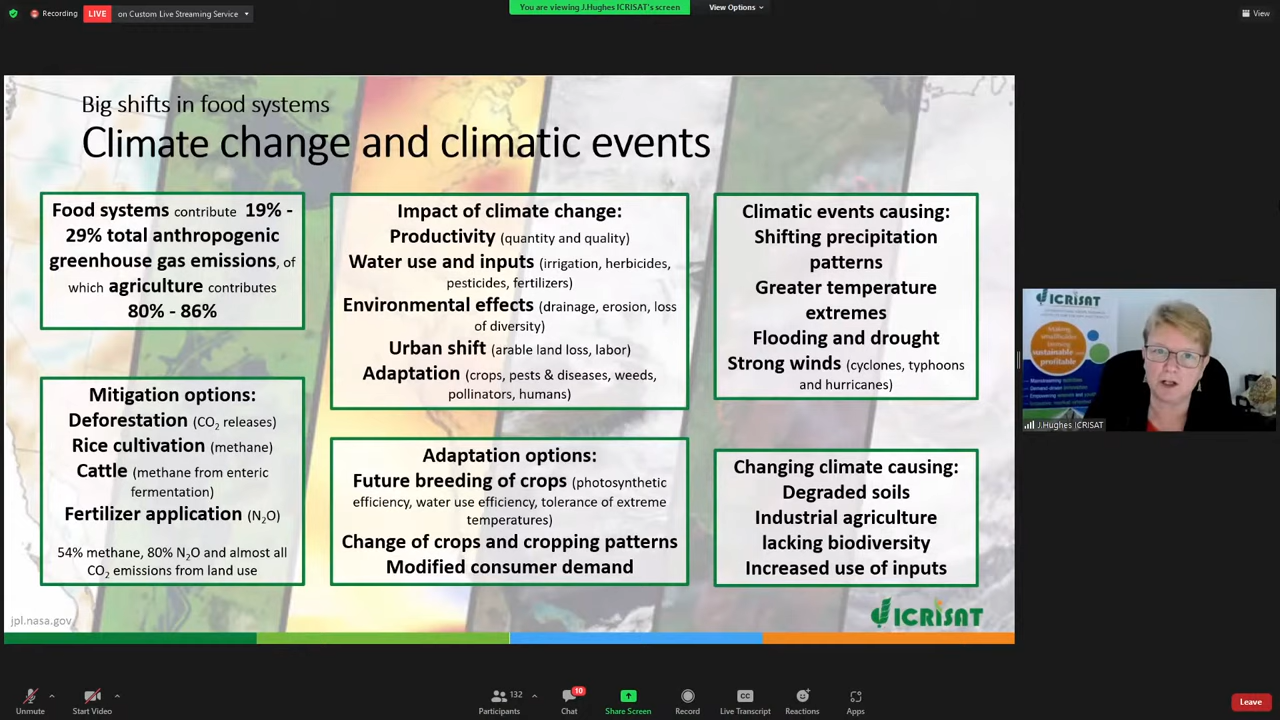 Recording
LIVE
on Custom Live Streaming Service
You are viewing J.Hughes ICRISAT's screen
View Options
View
Big shifts in food systems
Climate change and climatic events
Food systems contribute 19% -
29% total anthropogenic
greenhouse gas emissions, of
which agriculture contributes
80% - 86%
Mitigation options:
Deforestation (CO₂ releases)
Rice cultivation (methane)
Cattle (methane from enteric
fermentation)
Fertilizer application (N₂O)
54% methane, 80% N₂O and almost all
CO₂ emissions from land use
Impact of climate change:
Productivity (quantity and quality)
Water use and inputs (irrigation, herbicides,
pesticides, fertilizers)
Environmental effects (drainage, erosion, loss
of diversity)
Urban shift (arable land loss, labor)
Adaptation (crops, pests & diseases, weeds,
pollinators, humans)
Adaptation options:
Future breeding of crops (photosynthetic
efficiency, water use efficiency, tolerance of extreme
temperatures)
Change of crops and cropping patterns
Modified consumer demand
Climatic events causing:
Shifting precipitation
patterns
Greater temperature
extremes
Flooding and drought
Strong winds (cyclones, typhoons
and hurricanes)
Changing climate causing:
Degraded soils
Industrial agriculture
lacking biodiversity
Increased use of inputs
jpl.nasa.gov
ICRISAT
ICRISAT
sustainable and
profitable
J.Hughes ICRISAT
Unmute
Start Video
132
Participants
10
Chat
Share Screen
Record
CC
Live Transcript
Reactions
Apps
Leave